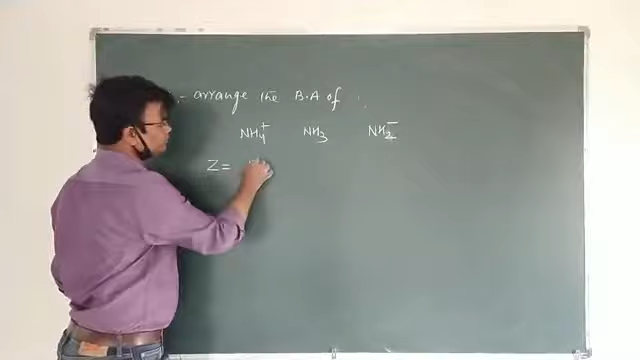 - arrange the B.A of :
NH₄⁺ NH₃ NH₂⁻
Z =